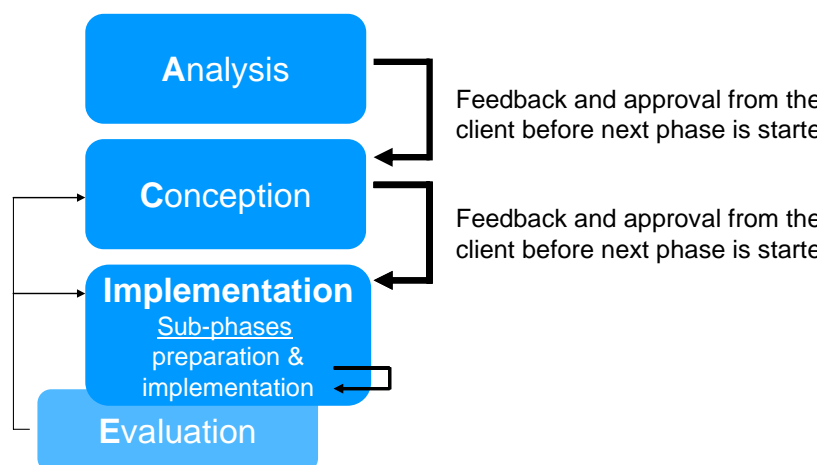 Analysis
Feedback and approval from the
client before next phase is starte
Conception
Feedback and approval from the
client before next phase is starte
Implementation
Sub-phases
preparation &
implementation
Evaluation